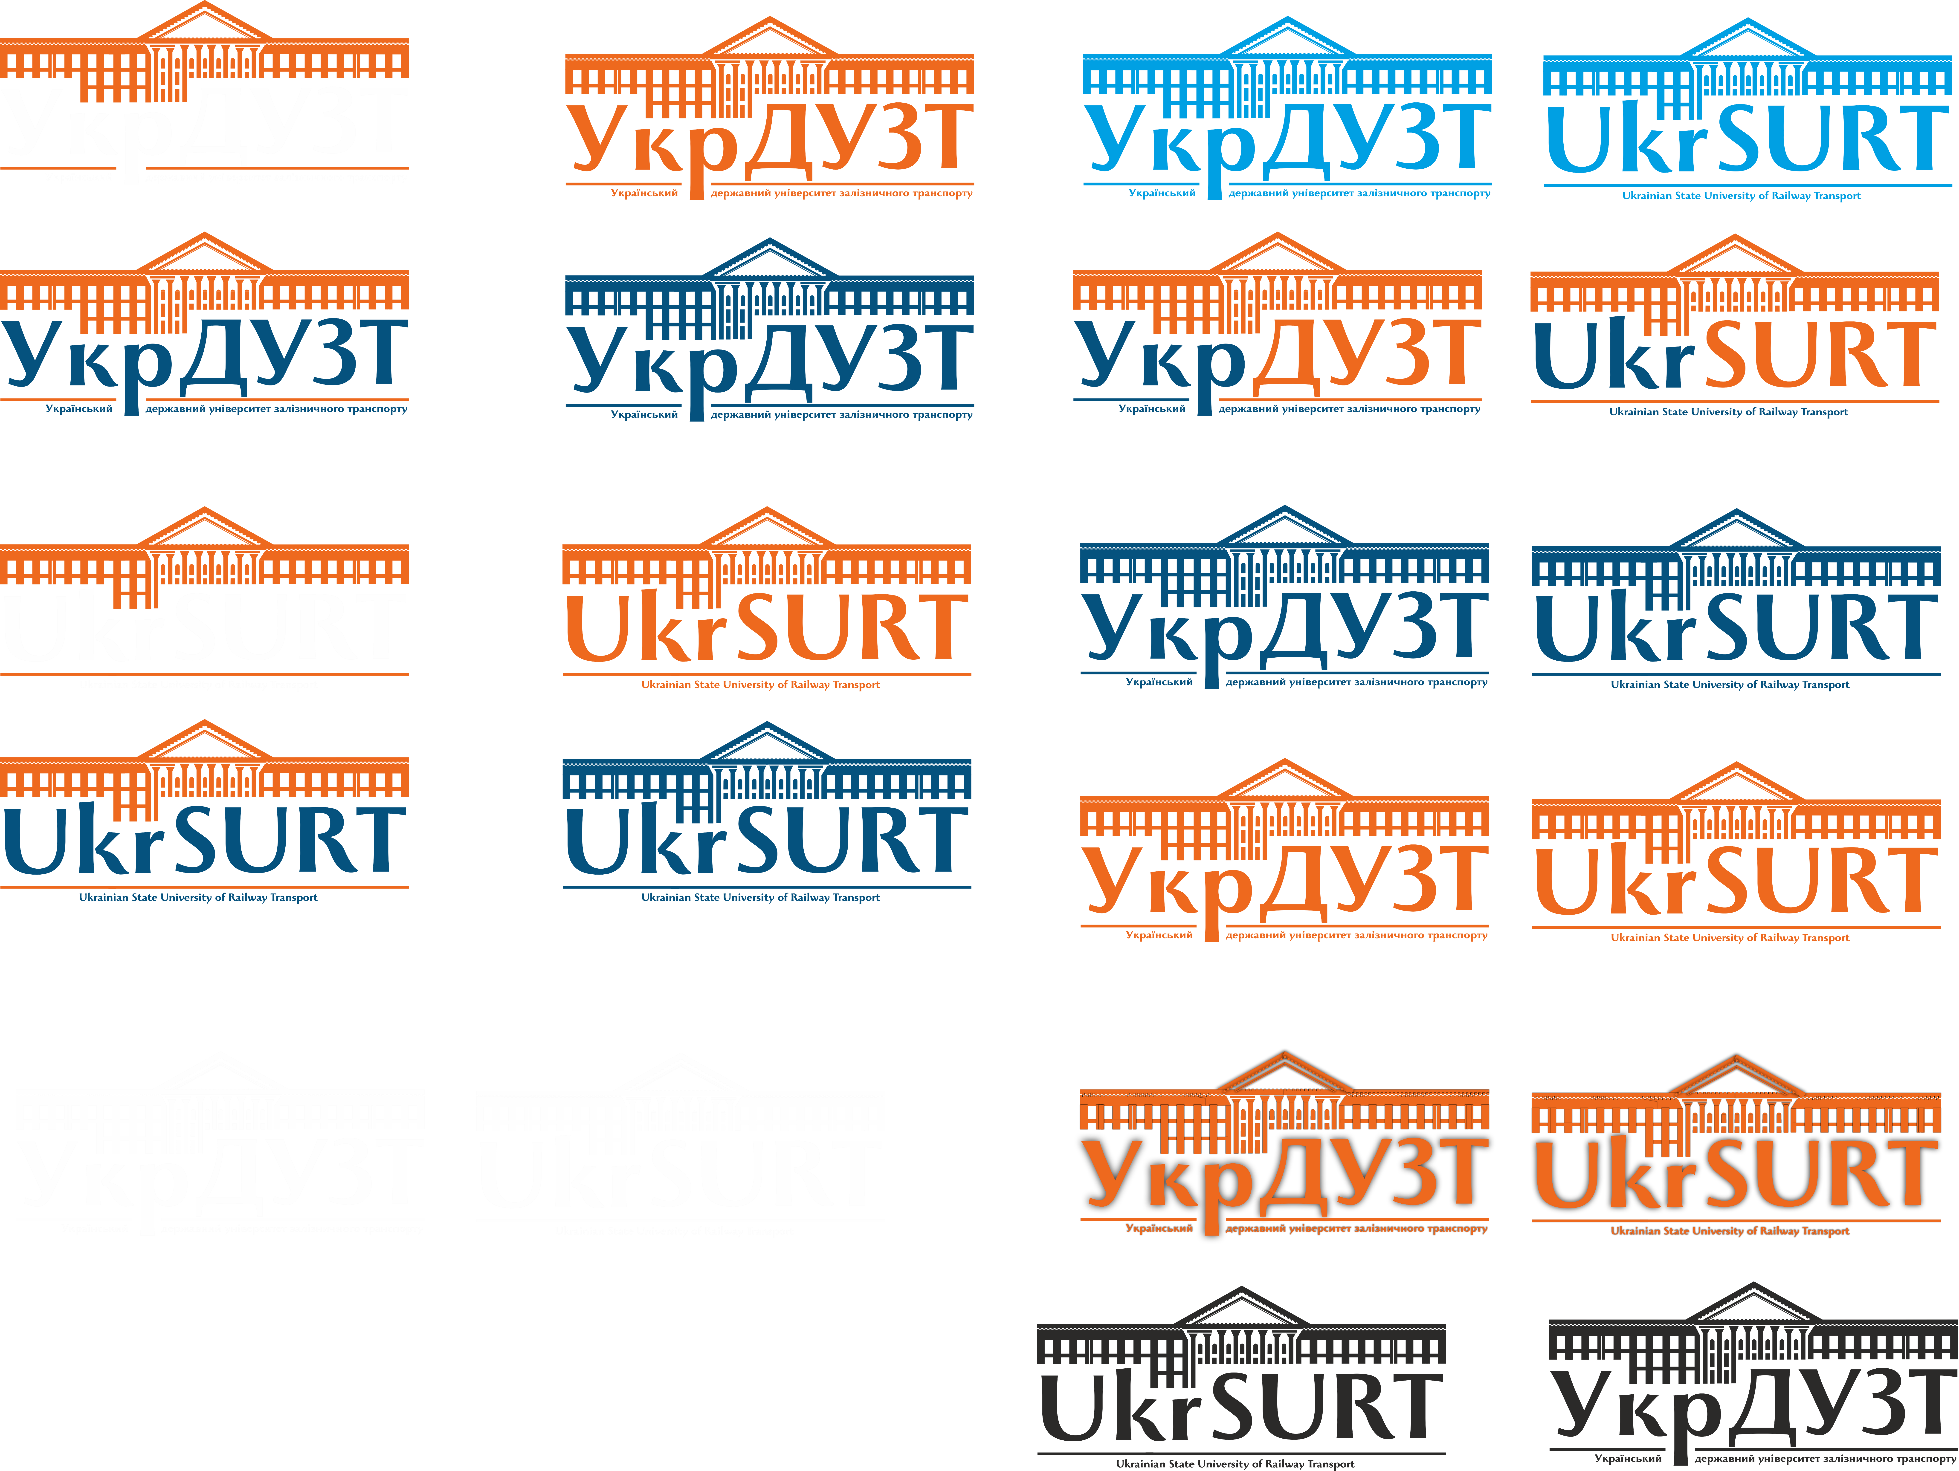 УкрДУЗТ
Український державний університет залізничного транспорту
УкрДУЗТ
Український державний університет залізничного транспорту
UkrSURT
Ukrainian State University of Railway Transport
УкрДУЗТ
Український державний університет залізничного транспорту
УкрДУЗТ
Український державний університет залізничного транспорту
УкрДУЗТ
Український державний університет залізничного транспорту
UkrSURT
Ukrainian State University of Railway Transport
UkrSURT
Ukrainian State University of Railway Transport
УкрДУЗТ
Український державний університет залізничного транспорту
UkrSURT
Ukrainian State University of Railway Transport
UkrSURT
Ukrainian State University of Railway Transport
UkrSURT
Ukrainian State University of Railway Transport
УкрДУЗТ
Український державний університет залізничного транспорту
UkrSURT
Ukrainian State University of Railway Transport
УкрДУЗТ
Український державний університет залізничного транспорту
UkrSURT
Ukrainian State University of Railway Transport
UkrSURT
Ukrainian State University of Railway Transport
УкрДУЗТ
Український державний університет залізничного транспорту